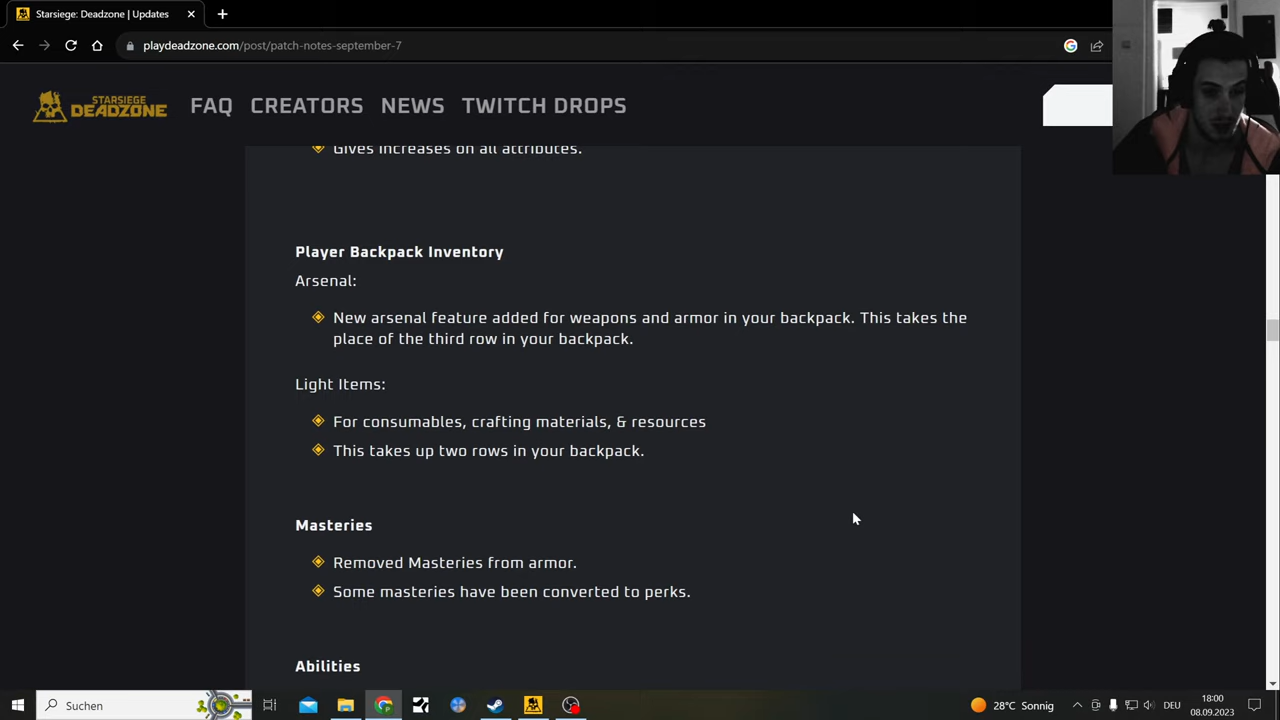 Starsiege: Deadzone | Updates
playdeadzone.com/post/patch-notes-september-7
STARSIEGE
DEADZONE
FAQ CREATORS NEWS TWITCH DROPS
Gives increases on all attributes.
Player Backpack Inventory
Arsenal:
New arsenal feature added for weapons and armor in your backpack. This takes the
place of the third row in your backpack.
Light Items:
For consumables, crafting materials, & resources
This takes up two rows in your backpack.
Masteries
Removed Masteries from armor.
Some masteries have been converted to perks.
Abilities
Suchen
28°C Sonnig
DEU
18:00
08.09.2023